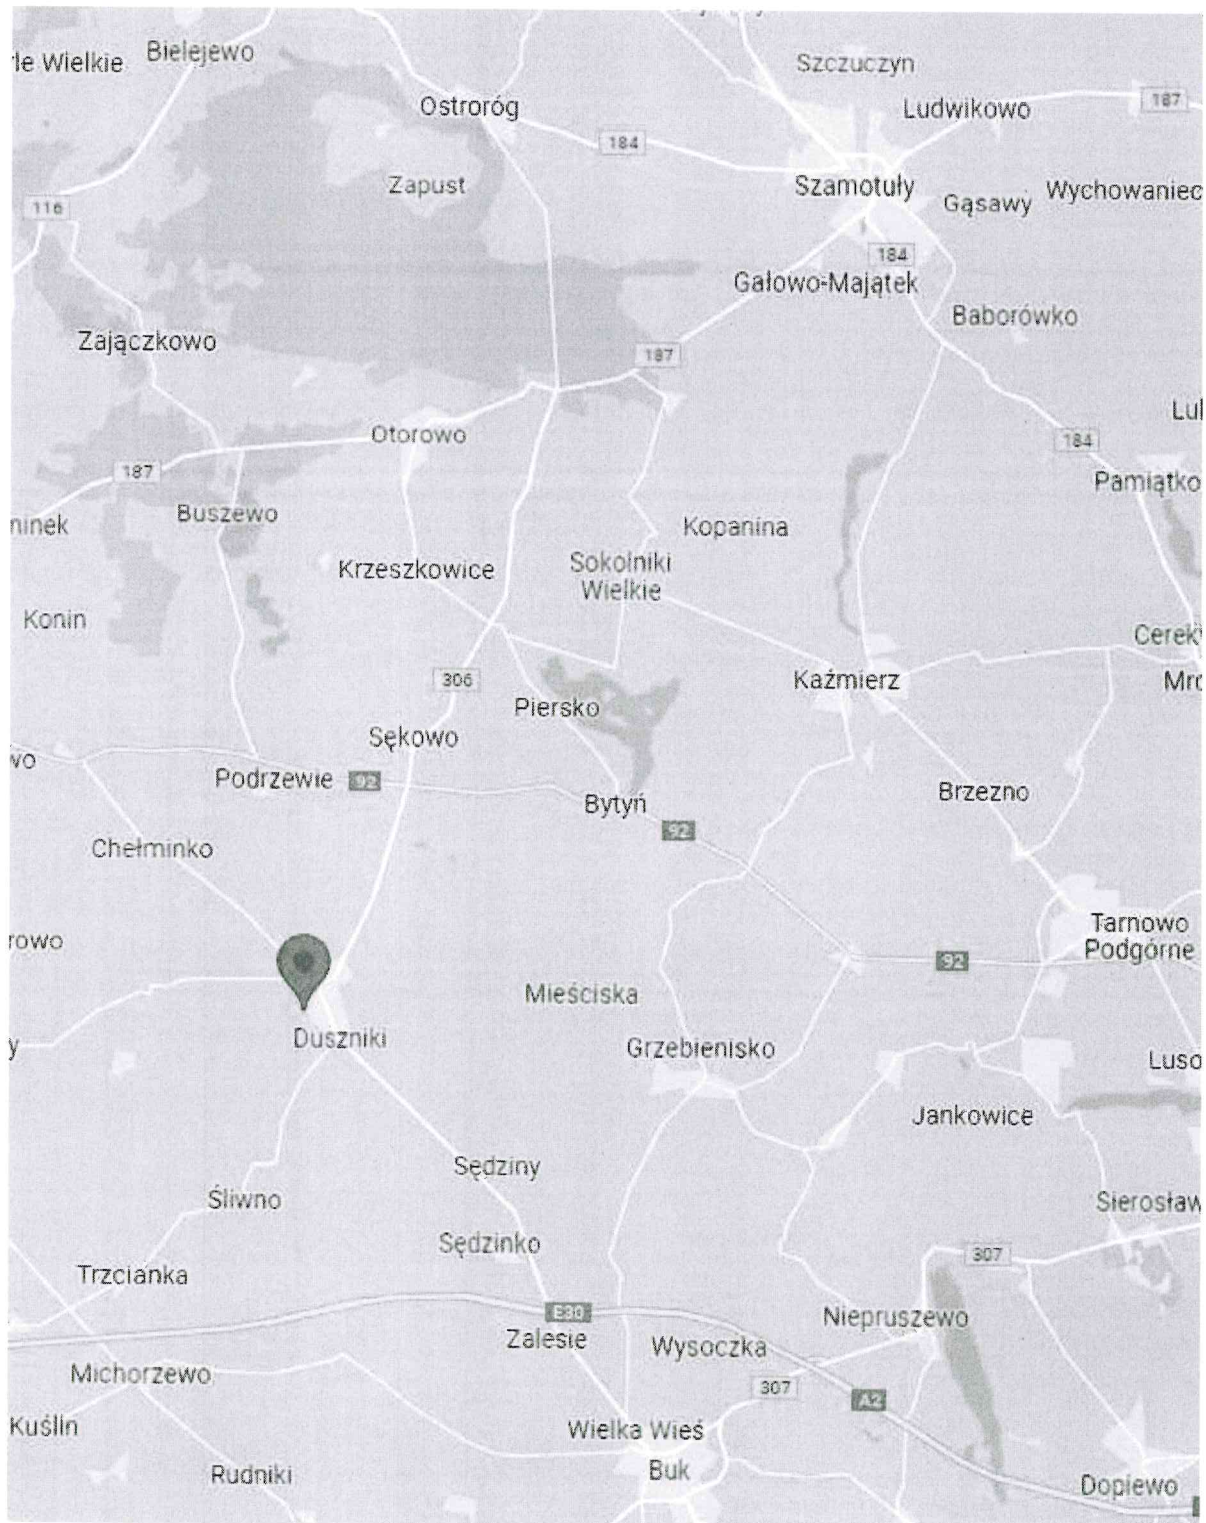 Bielejewo
Szczuczyn
Ostroróg
Ludwikowo
187
184
Zapust
Szamotuły
Gąsawy
Wychowaniec
116
184
Gałowo-Majątek
Baborówko
Zajączkowo
187
Otorowo
184
187
Pamiątko
Buszewo
Kopanina
Krzeszkowice
Sokolniki
Wielkie
Konin
Kaźmierz
306
Piersko
Sękowo
Podrzewie
92
Bytyń
Brzezno
92
Chełminko
Tarnowo
Podgórne
92
Mieściska
Duszniki
Grzebienisko
Jankowice
Sędziny
Śliwno
Sierosław
Sędzinko
307
Trzcianka
E30
Niepruszewo
Zalesie
Wysoczka
Michorzewo
307
A2
Kuślin
Wielka Wieś
Buk
Rudniki
Dopiewo